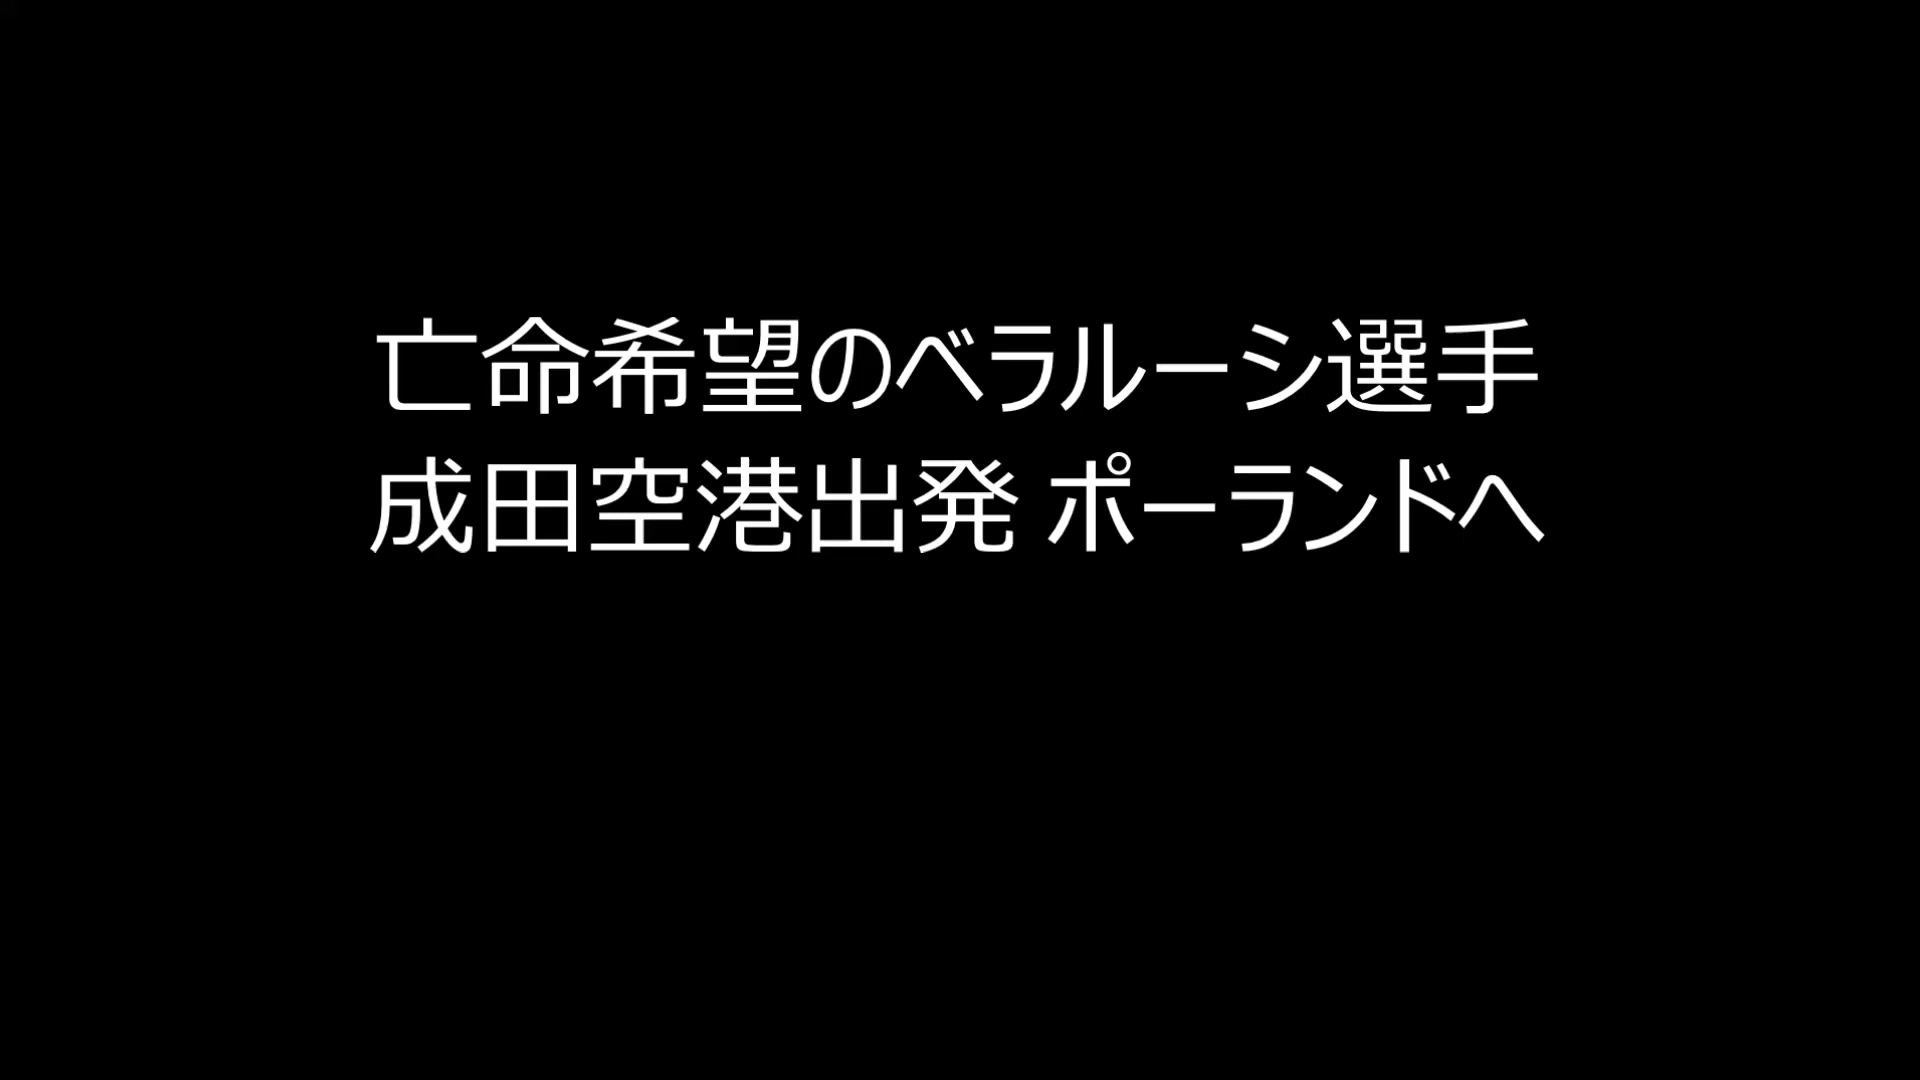 亡命希望のベラルーシ選手
成田空港出発 ポーランドへ